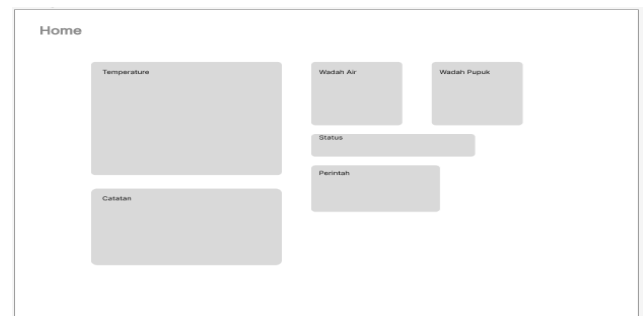 Home
Temperature
Wadah Air
Wadah Pupuk
Status
Perintah
Catatan